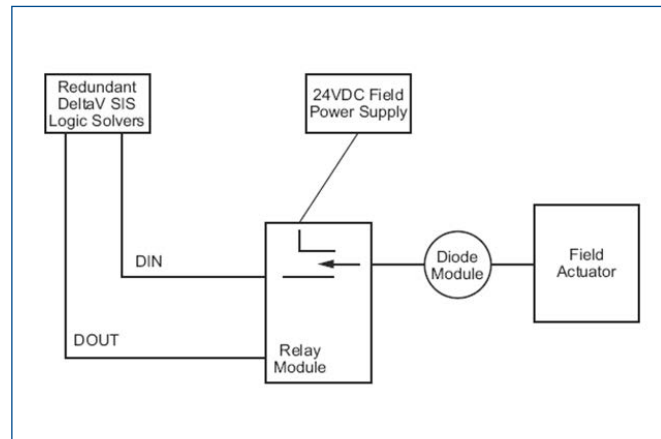 Redundant
DeltaV SIS
Logic Solvers
24VDC Field
Power Supply
DIN
DOUT
Relay
Module
Diode
Module
Field
Actuator